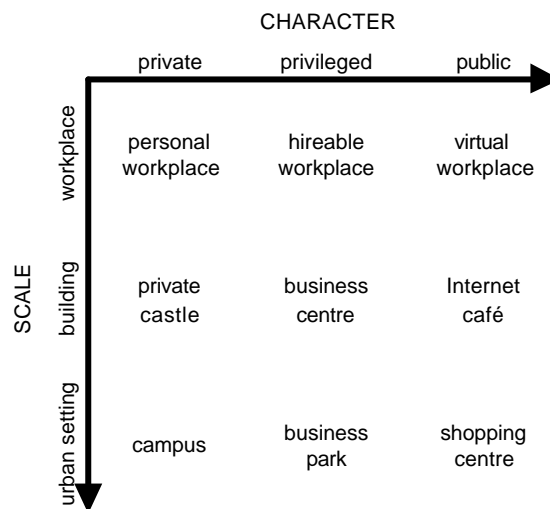 CHARACTER
private privileged public
workplace
personal hireable virtual
workplace workplace workplace
SCALE
building
private business Internet
castle centre café
urban setting
campus business shopping
park centre